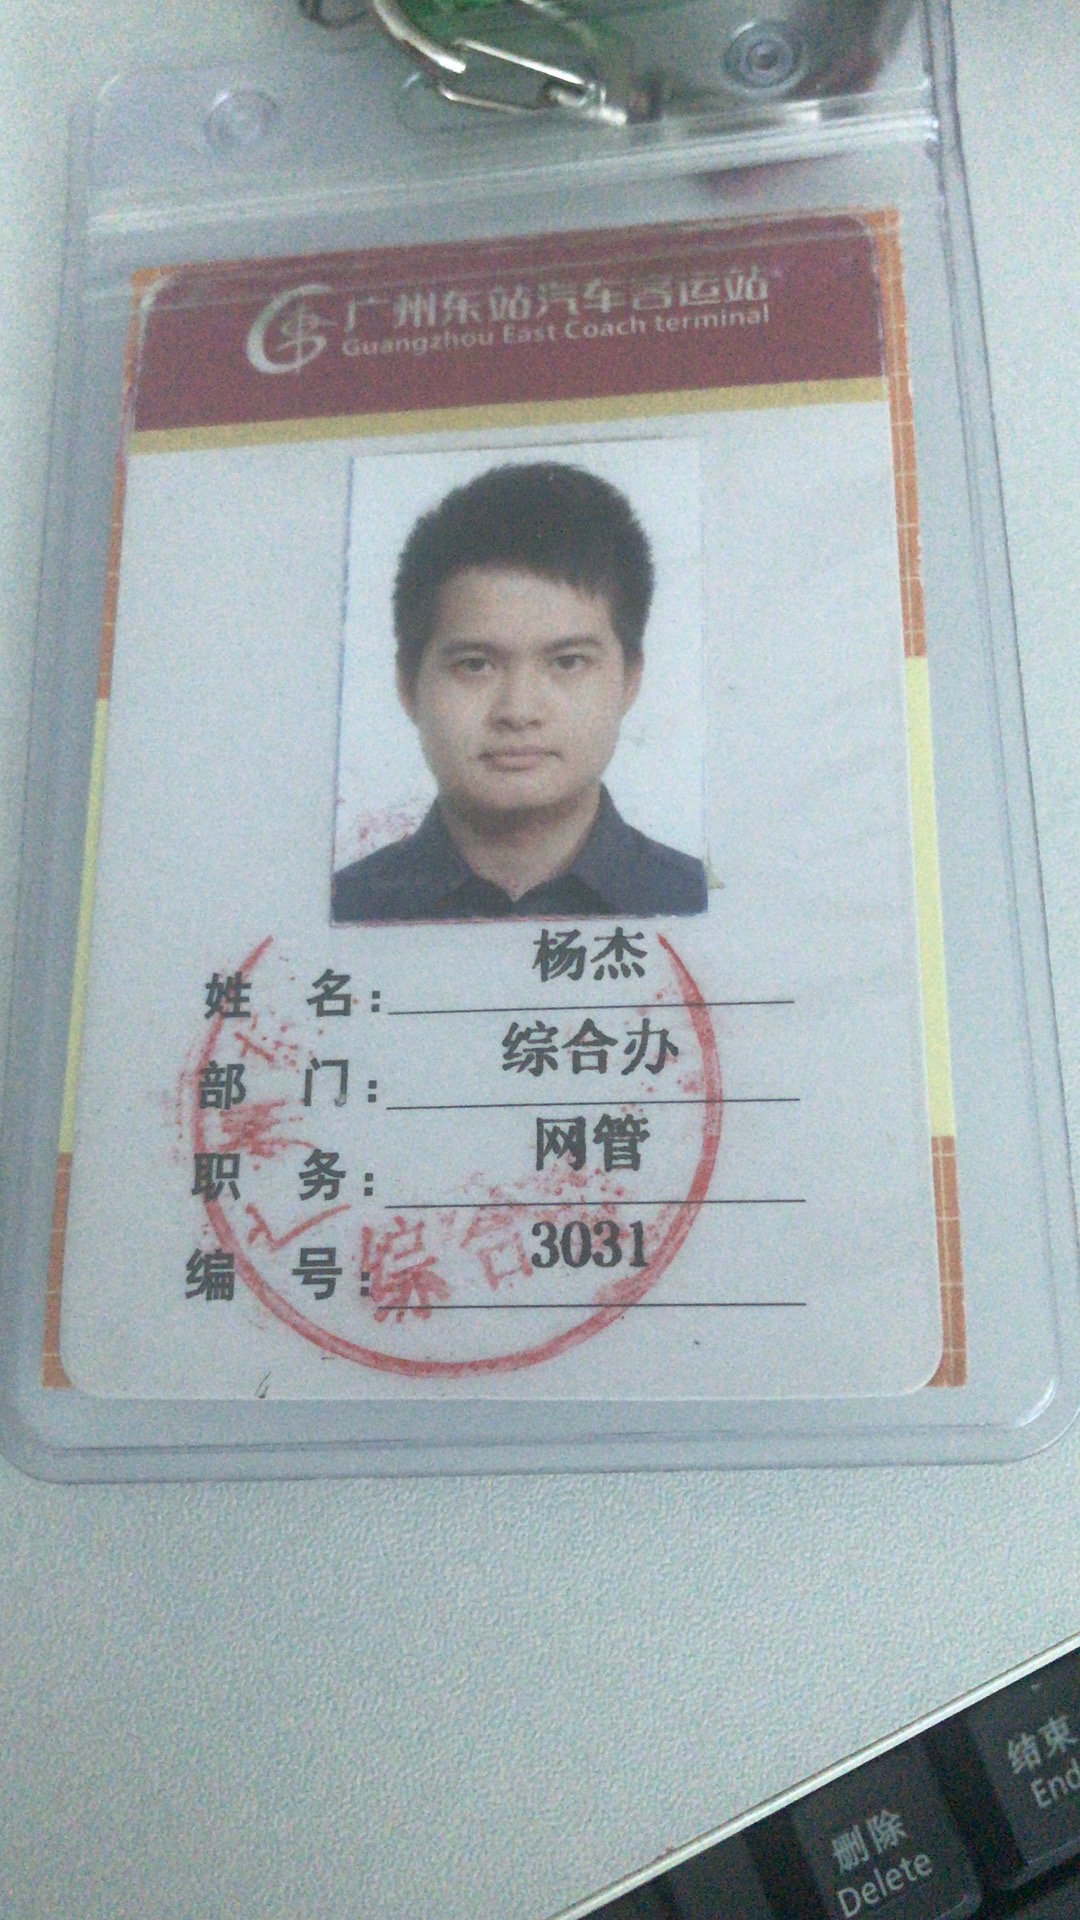 广州东站汽车客运站
Guangzhou East Coach terminal
姓 名：杨杰
部 门：综合办
职 务：网管
编 号：3031
综合
结束
End
删除
Delete